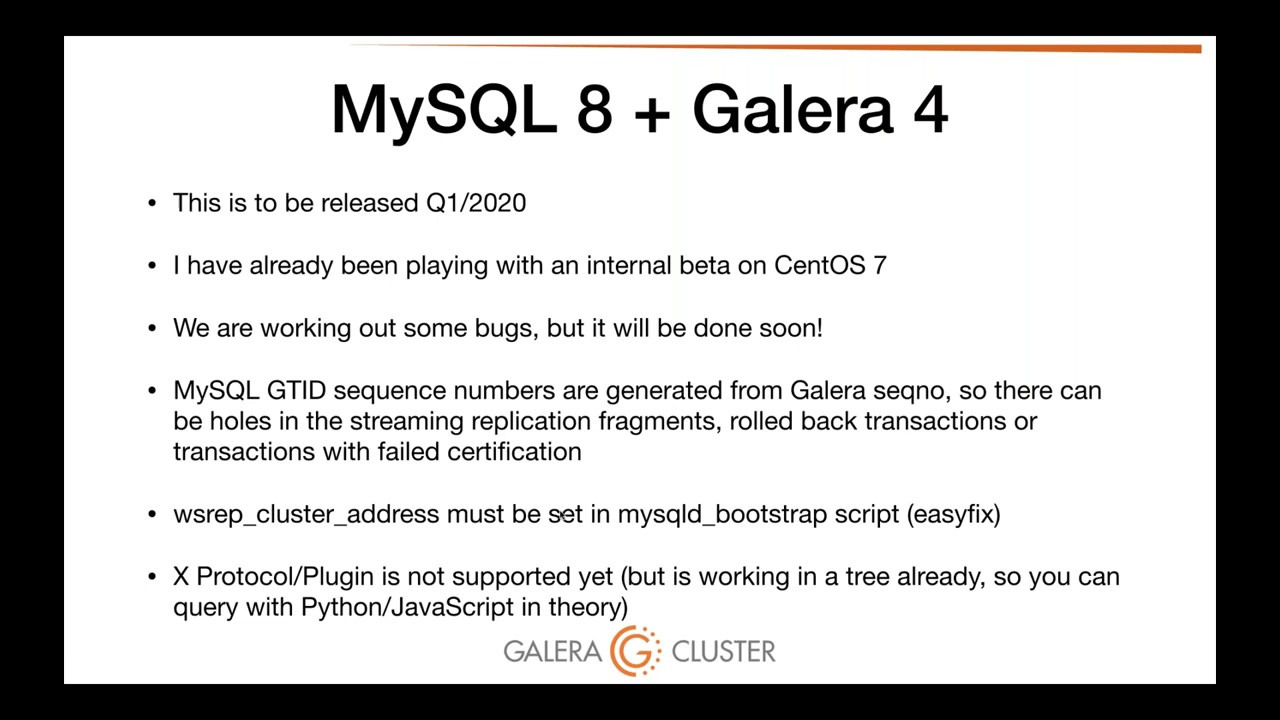 MySQL 8 + Galera 4
• This is to be released Q1/2020
• I have already been playing with an internal beta on CentOS 7
• We are working out some bugs, but it will be done soon!
• MySQL GTID sequence numbers are generated from Galera seqno, so there can
be holes in the streaming replication fragments, rolled back transactions or
transactions with failed certification
• wsrep_cluster_address must be set in mysqld_bootstrap script (easyfix)
• X Protocol/Plugin is not supported yet (but is working in a tree already, so you can
query with Python/JavaScript in theory)
GALERA CLUSTER